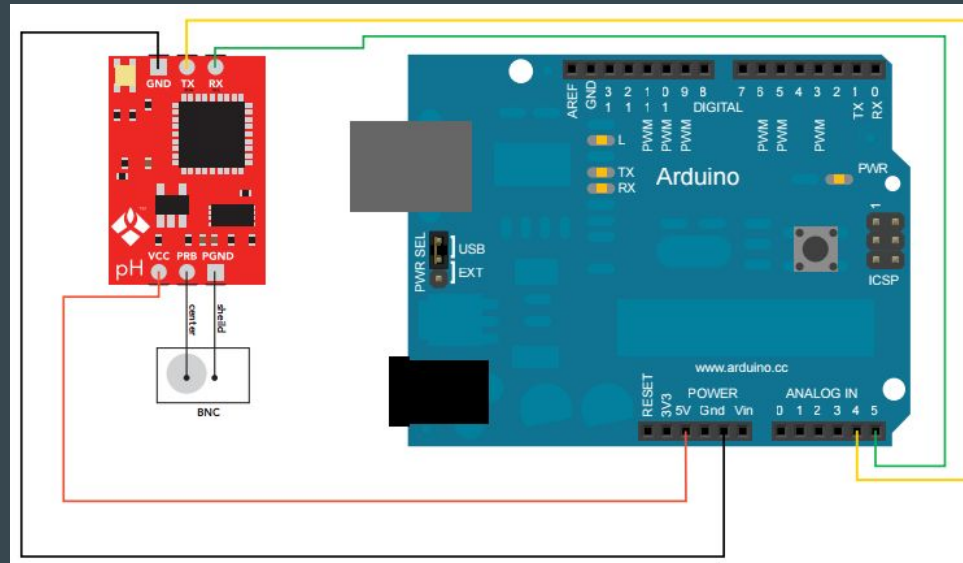 GND TX RX
™
VCC PRB PGND
pH
center
sheild
BNC
AREF
GND
13
12
11
10
9
8
DIGITAL
7
6
5
4
3
2
1
0
TX
RX
PWM
PWM
PWM
PWM
PWM
PWM
L
TX
RX
Arduino
PWR
1
ICSP
PWR SEL
USB
EXT
www.arduino.cc
POWER
ANALOG IN
RESET
3V3
5V Gnd Vin
0 1 2 3 4 5